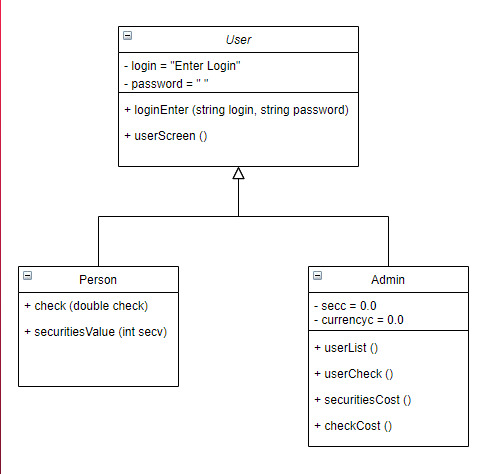 User
- login = "Enter Login"
- password = " "
+ loginEnter (string login, string password)
+ userScreen ()
Person
+ check (double check)
+ securitiesValue (int secv)
Admin
- secc = 0.0
- currencyc = 0.0
+ userList ()
+ userCheck ()
+ securitiesCost ()
+ checkCost ()